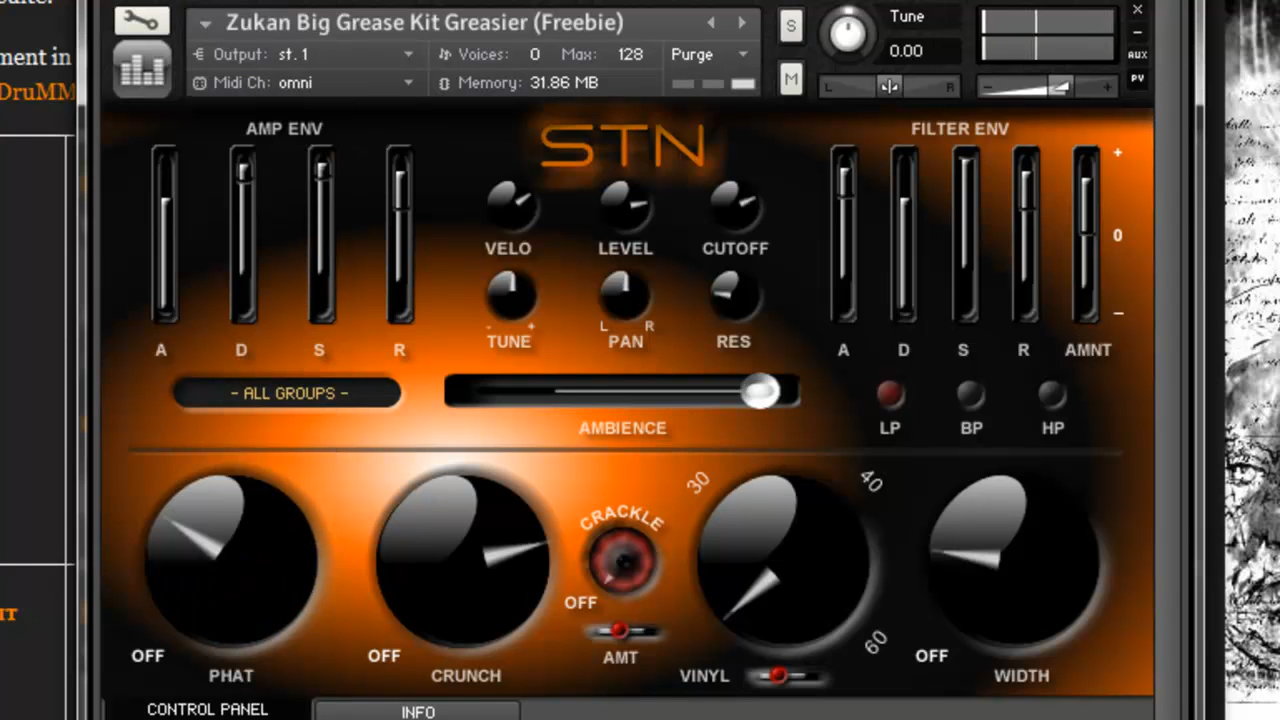 ment in
DruMM
Zukan Big Grease Kit Greasier (Freebie)
Output: st. 1
Voices: 0 Max: 128
Purge
Midi Ch: omni
Memory: 31.86 MB
S
M
Tune
0.00
L R
- +
×
-
AUX
PV
AMP ENV
STN
FILTER ENV
VELO
LEVEL
CUTOFF
- +
TUNE
L R
PAN
RES
+
0
-
A
D
S
R
A
D
S
R
AMNT
- ALL GROUPS -
AMBIENCE
LP
BP
HP
OFF
PHAT
OFF
CRUNCH
CRACKLE
OFF
AMT
30
40
60
VINYL
OFF
WIDTH
CONTROL PANEL
INFO